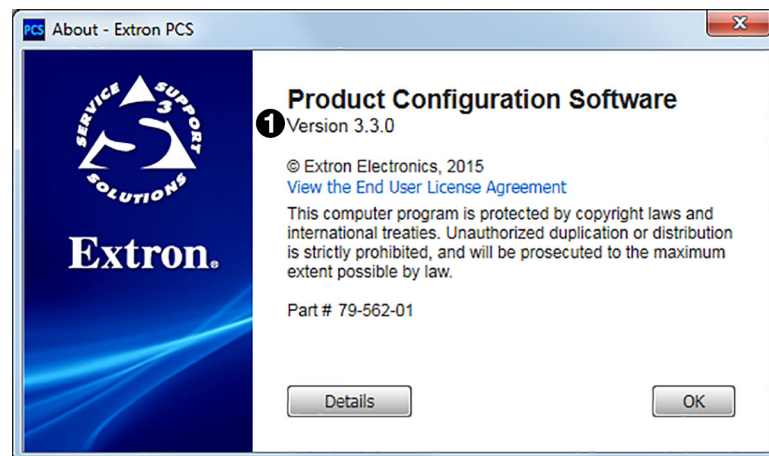 PCS About - Extron PCS
SERVICE SUPPORT SOLUTIONS
S3
Extron®
Product Configuration Software
1 Version 3.3.0
© Extron Electronics, 2015
View the End User License Agreement
This computer program is protected by copyright laws and
international treaties. Unauthorized duplication or distribution
is strictly prohibited, and will be prosecuted to the maximum
extent possible by law.
Part # 79-562-01
Details
OK